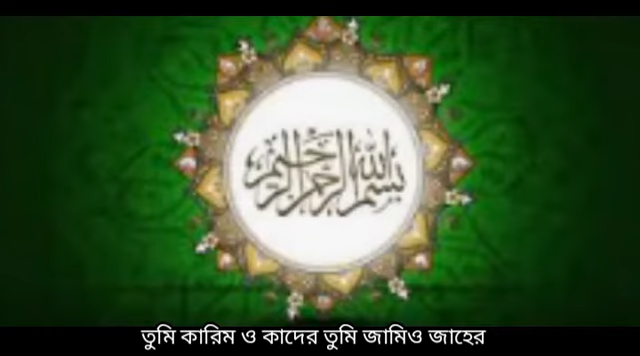 بسم الله الرحمن الرحيم
তুমি কারিম ও কাদের তুমি জামিও জাহের